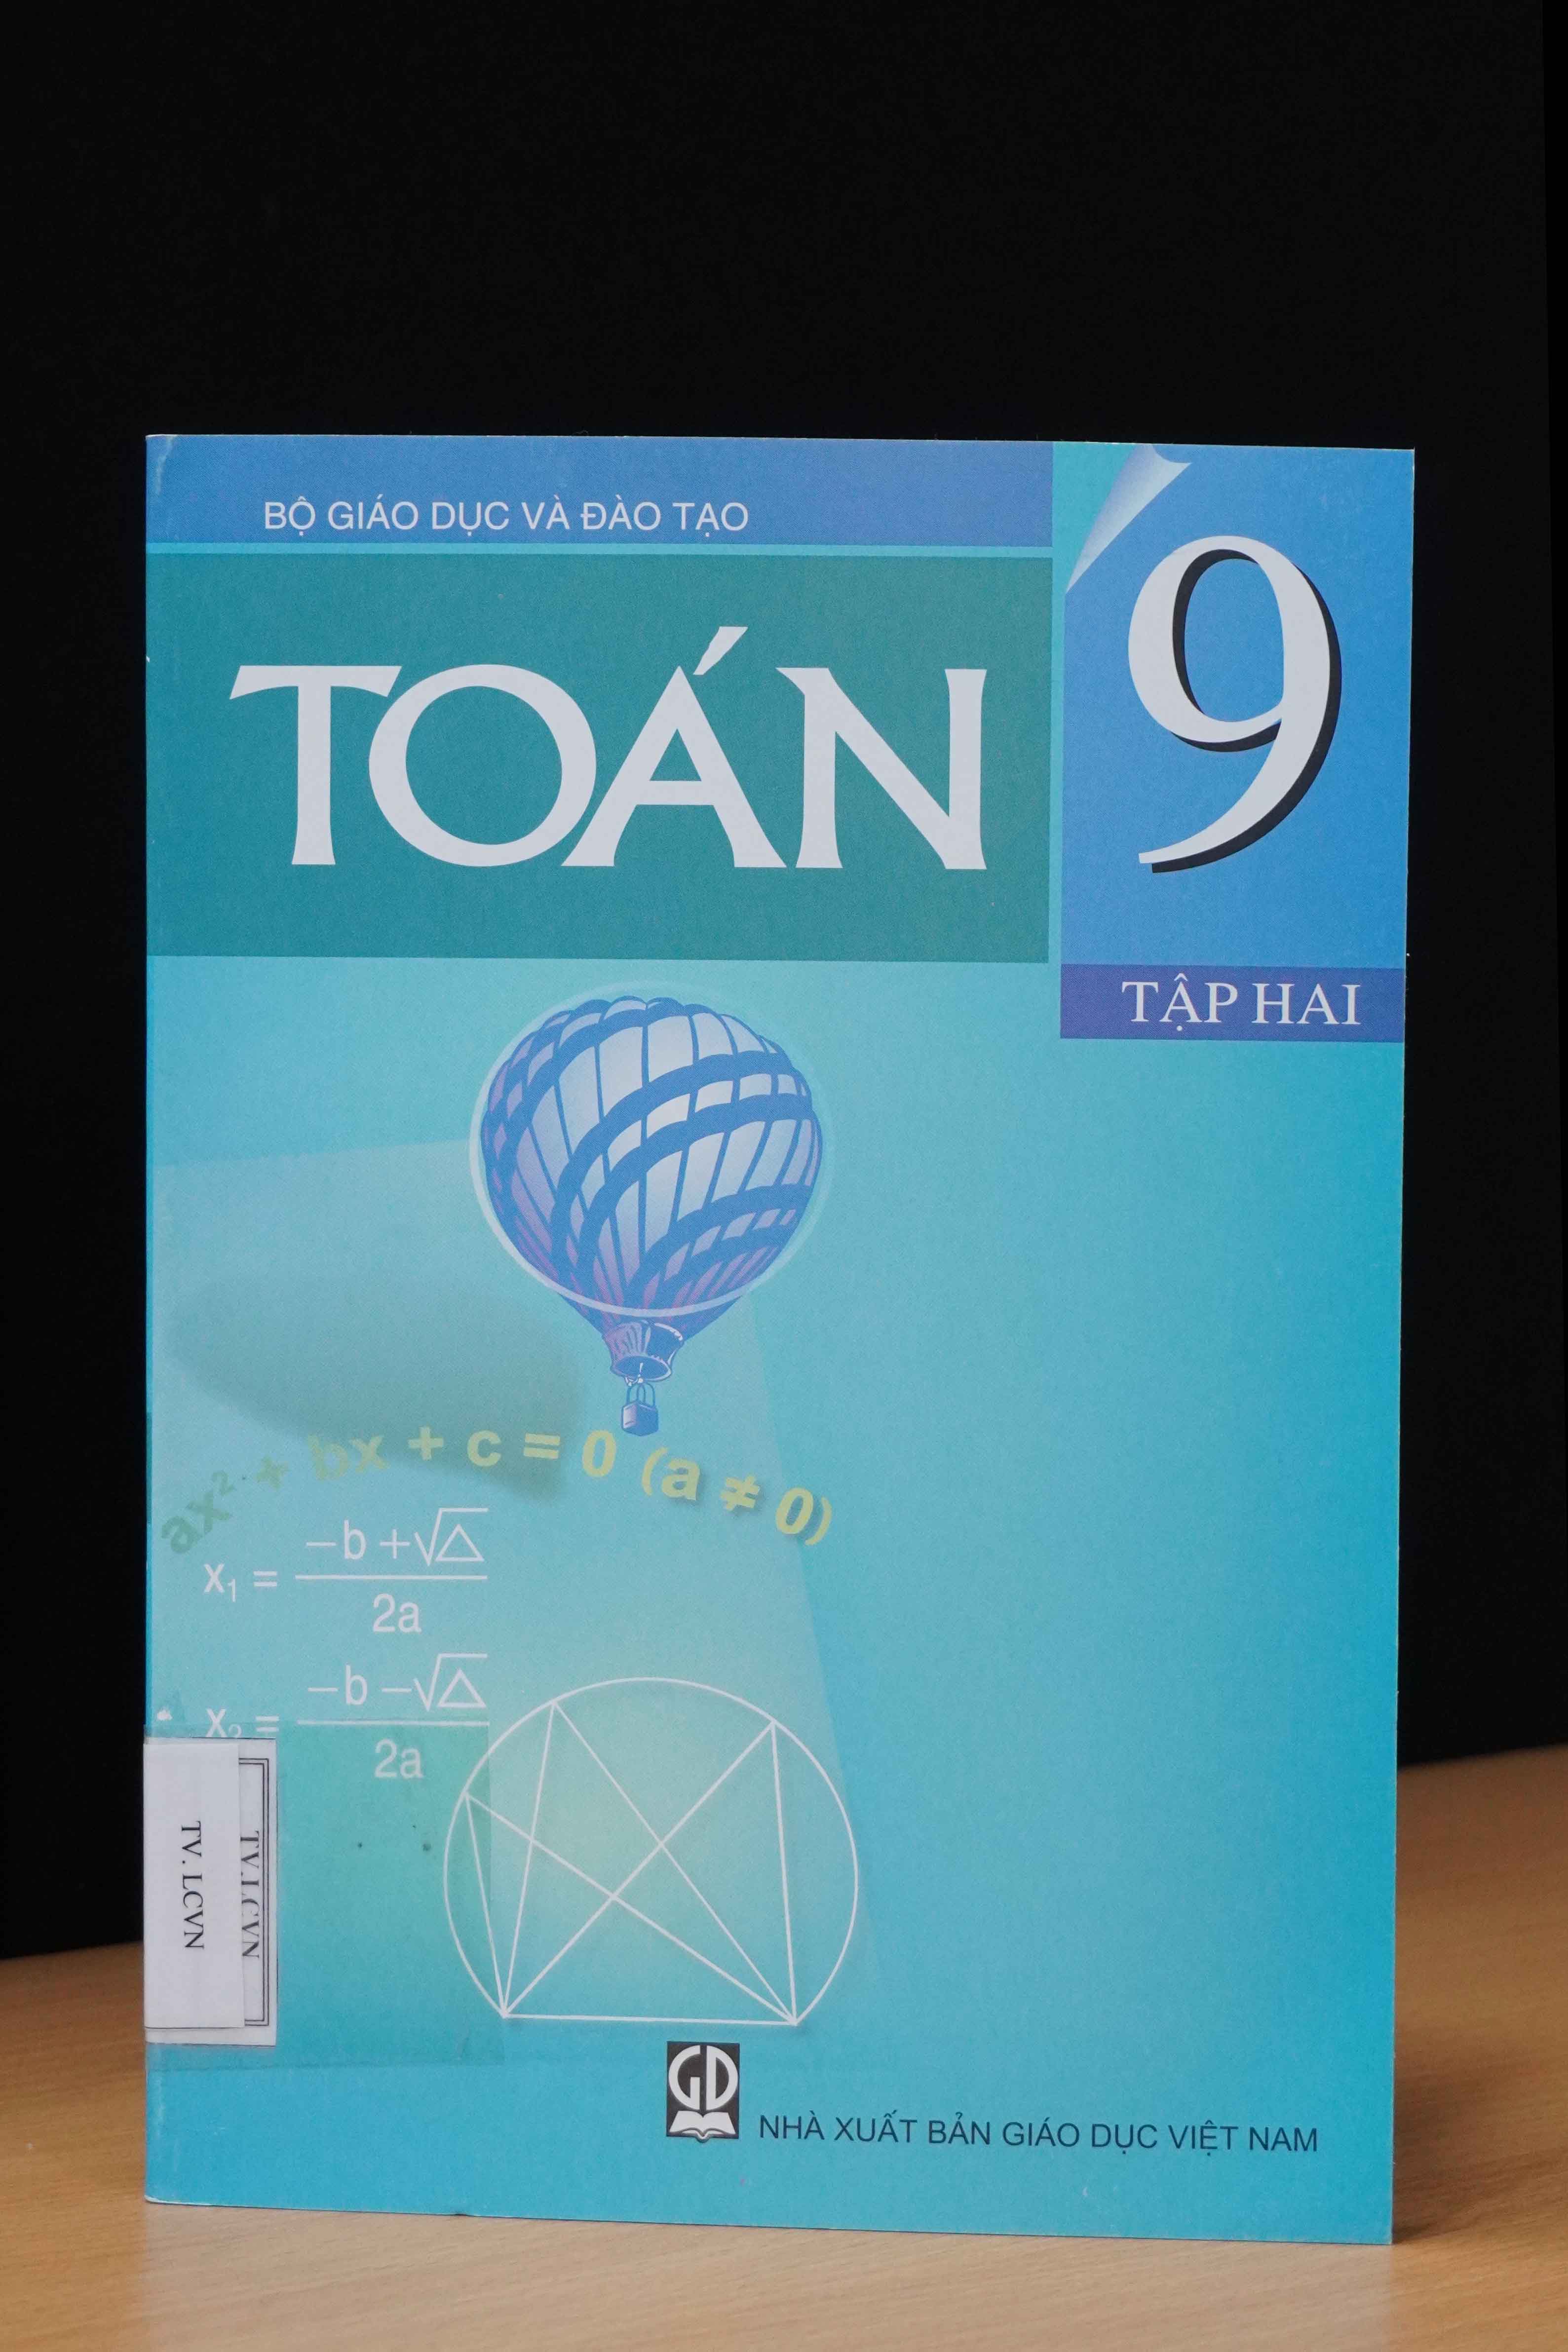 BỘ GIÁO DỤC VÀ ĐÀO TẠO
TOÁN
9
TẬP HAI
ax² + bx + c = 0 (a ≠ 0)
x₁ = (−b + √△) / 2a
x₂ = (−b − √△) / 2a
TV. LCVN
TV. LCVN
GD
NHÀ XUẤT BẢN GIÁO DỤC VIỆT NAM